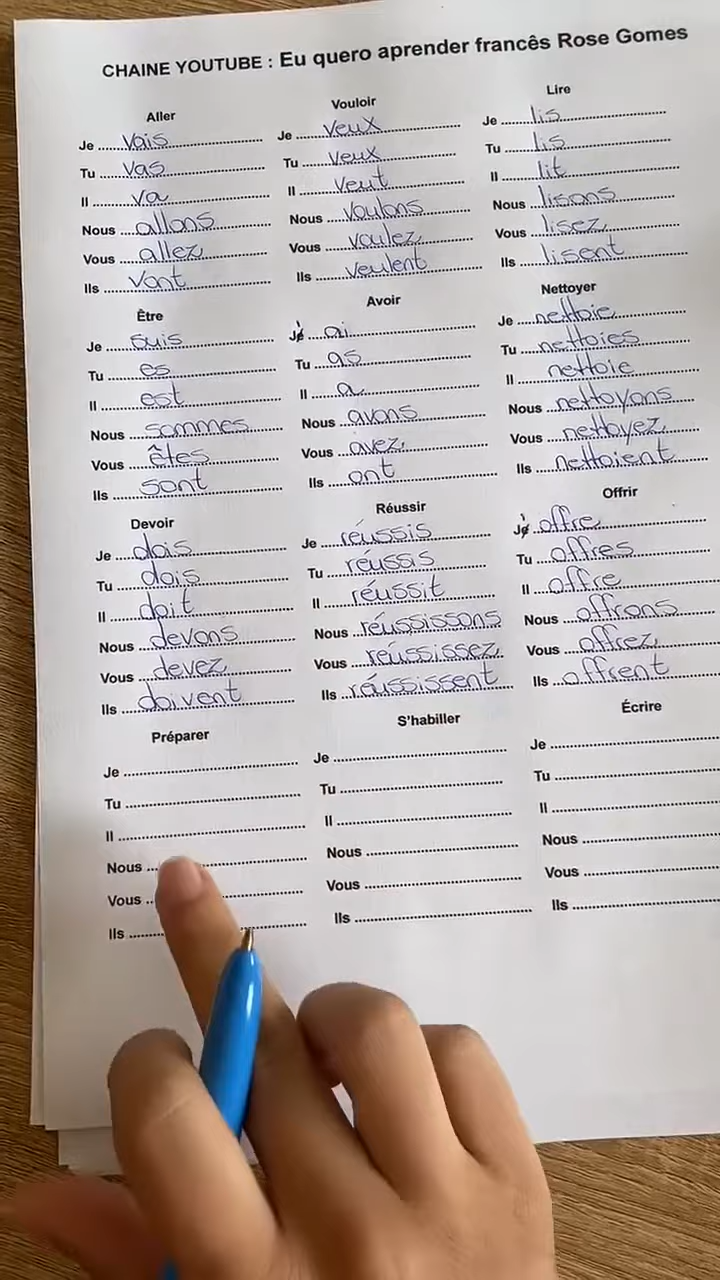 CHAINE YOUTUBE : Eu quero aprender francês Rose Gomes
Aller
Je vais
Tu vas
Il va
Nous allons
Vous allez
Ils vont
Vouloir
Je veux
Tu veux
Il veut
Nous voulons
Vous voulez
Ils veulent
Lire
Je lis
Tu lis
Il lit
Nous lisons
Vous lisez
Ils lisent
Être
Je suis
Tu es
Il est
Nous sommes
Vous êtes
Ils sont
Avoir
J' ai
Tu as
Il a
Nous avons
Vous avez
Ils ont
Nettoyer
Je nettoie
Tu nettoies
Il nettoie
Nous nettoyons
Vous nettoyez
Ils nettoient
Devoir
Je dois
Tu dois
Il doit
Nous devons
Vous devez
Ils doivent
Réussir
Je réussis
Tu réussis
Il réussit
Nous réussissons
Vous réussissez
Ils réussissent
Offrir
J' offre
Tu offres
Il offre
Nous offrons
Vous offrez
Ils offrent
Préparer
Je
Tu
Il
Nous
Vous
Ils
S'habiller
Je
Tu
Il
Nous
Vous
Ils
Écrire
Je
Tu
Il
Nous
Vous
Ils